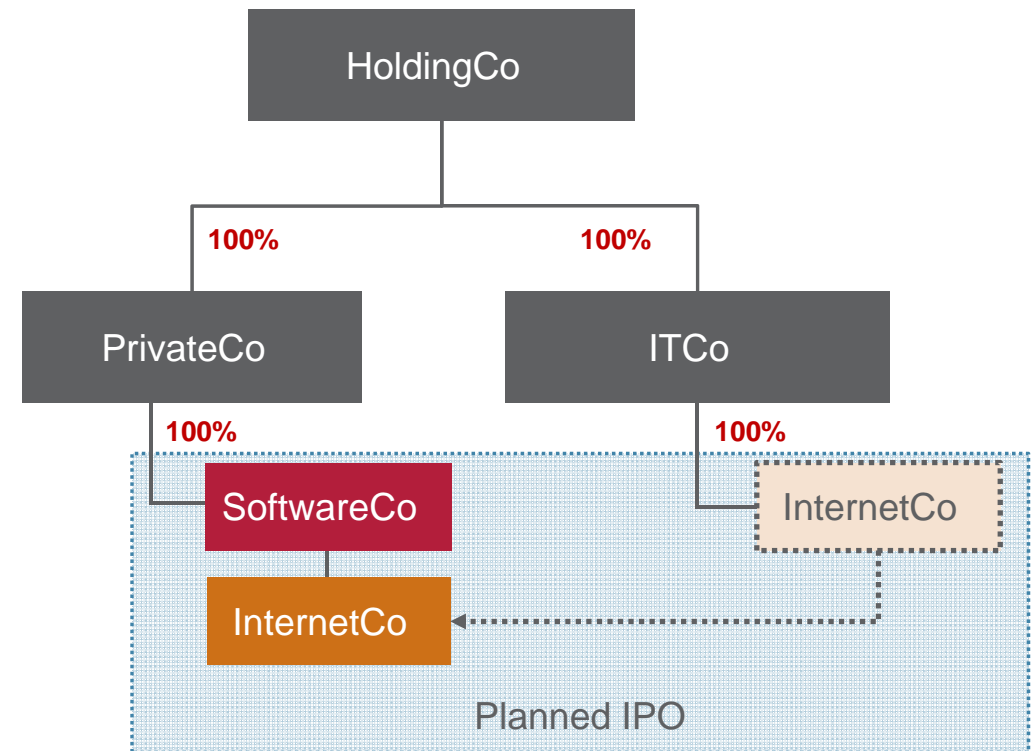 HoldingCo
100%
100%
PrivateCo
ITCo
100%
100%
SoftwareCo
InternetCo
InternetCo
Planned IPO